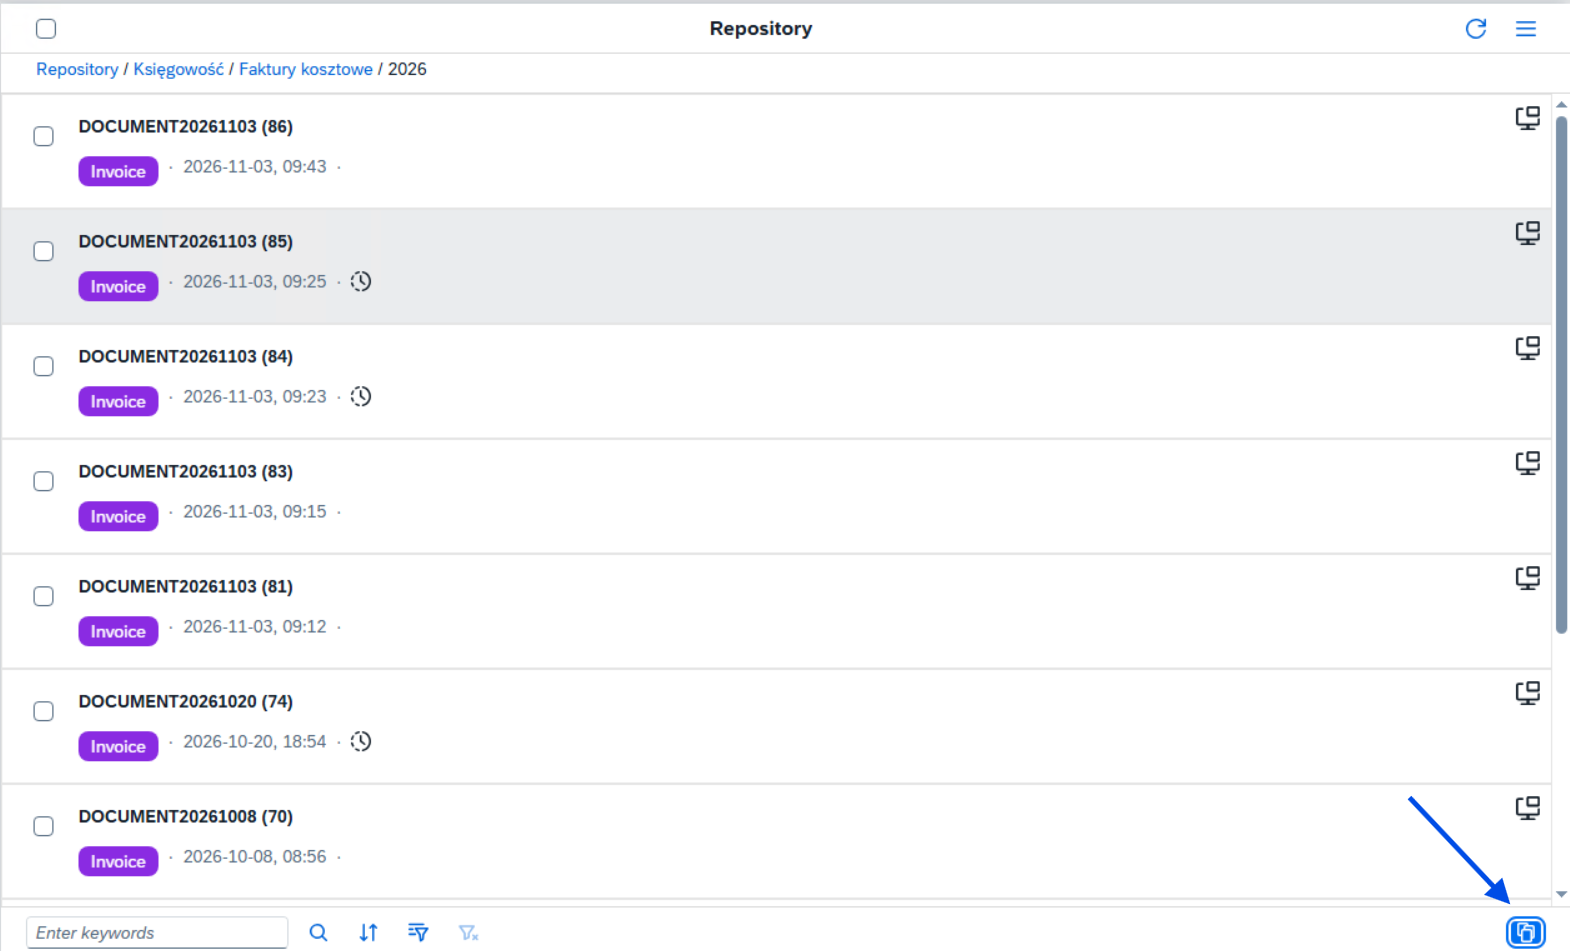 Repository
Repository / Księgowość / Faktury kosztowe / 2026
DOCUMENT20261103 (86)
Invoice · 2026-11-03, 09:43 ·
DOCUMENT20261103 (85)
Invoice · 2026-11-03, 09:25 ·
DOCUMENT20261103 (84)
Invoice · 2026-11-03, 09:23 ·
DOCUMENT20261103 (83)
Invoice · 2026-11-03, 09:15 ·
DOCUMENT20261103 (81)
Invoice · 2026-11-03, 09:12 ·
DOCUMENT20261020 (74)
Invoice · 2026-10-20, 18:54 ·
DOCUMENT20261008 (70)
Invoice · 2026-10-08, 08:56 ·
Enter keywords